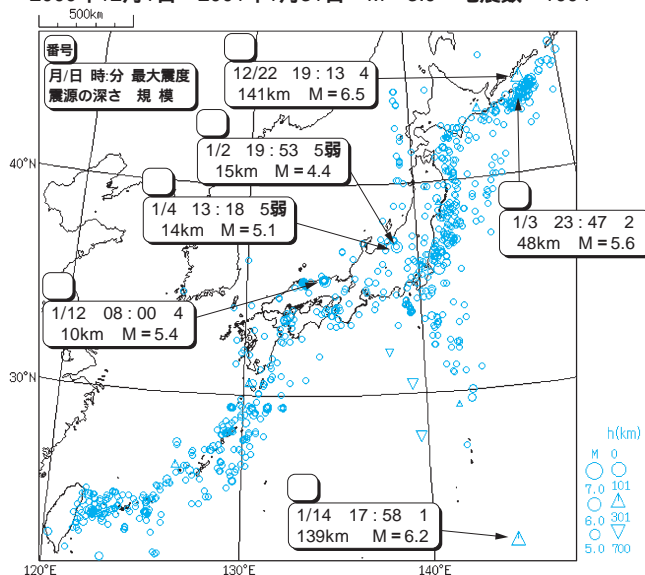 500km
番号
月/日 時:分 最大震度
震源の深さ 規 模
12/22 19:13 4
141km M=6.5
1/2 19:53 5弱
15km M=4.4
1/4 13:18 5弱
14km M=5.1
1/3 23:47 2
48km M=5.6
1/12 08:00 4
10km M=5.4
1/14 17:58 1
139km M=6.2
40°N
30°N
120°E
130°E
140°E
h(km)
M 0
7.0 101
6.0 301
5.0 700